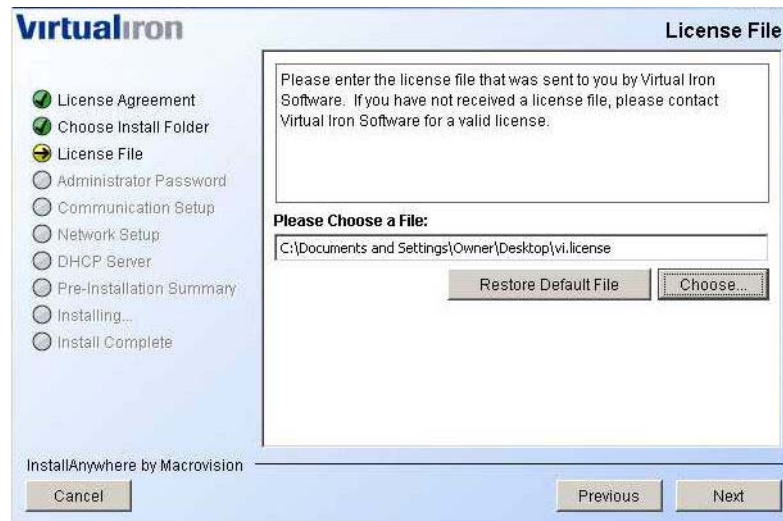 Virtualiron
License File
License Agreement
Choose Install Folder
License File
Administrator Password
Communication Setup
Network Setup
DHCP Server
Pre-Installation Summary
Installing...
Install Complete
Please enter the license file that was sent to you by Virtual Iron
Software. If you have not received a license file, please contact
Virtual Iron Software for a valid license.
Please Choose a File:
C:\Documents and Settings\Owner\Desktop\vi.license
Restore Default File
Choose...
InstallAnywhere by Macrovision
Cancel
Previous
Next